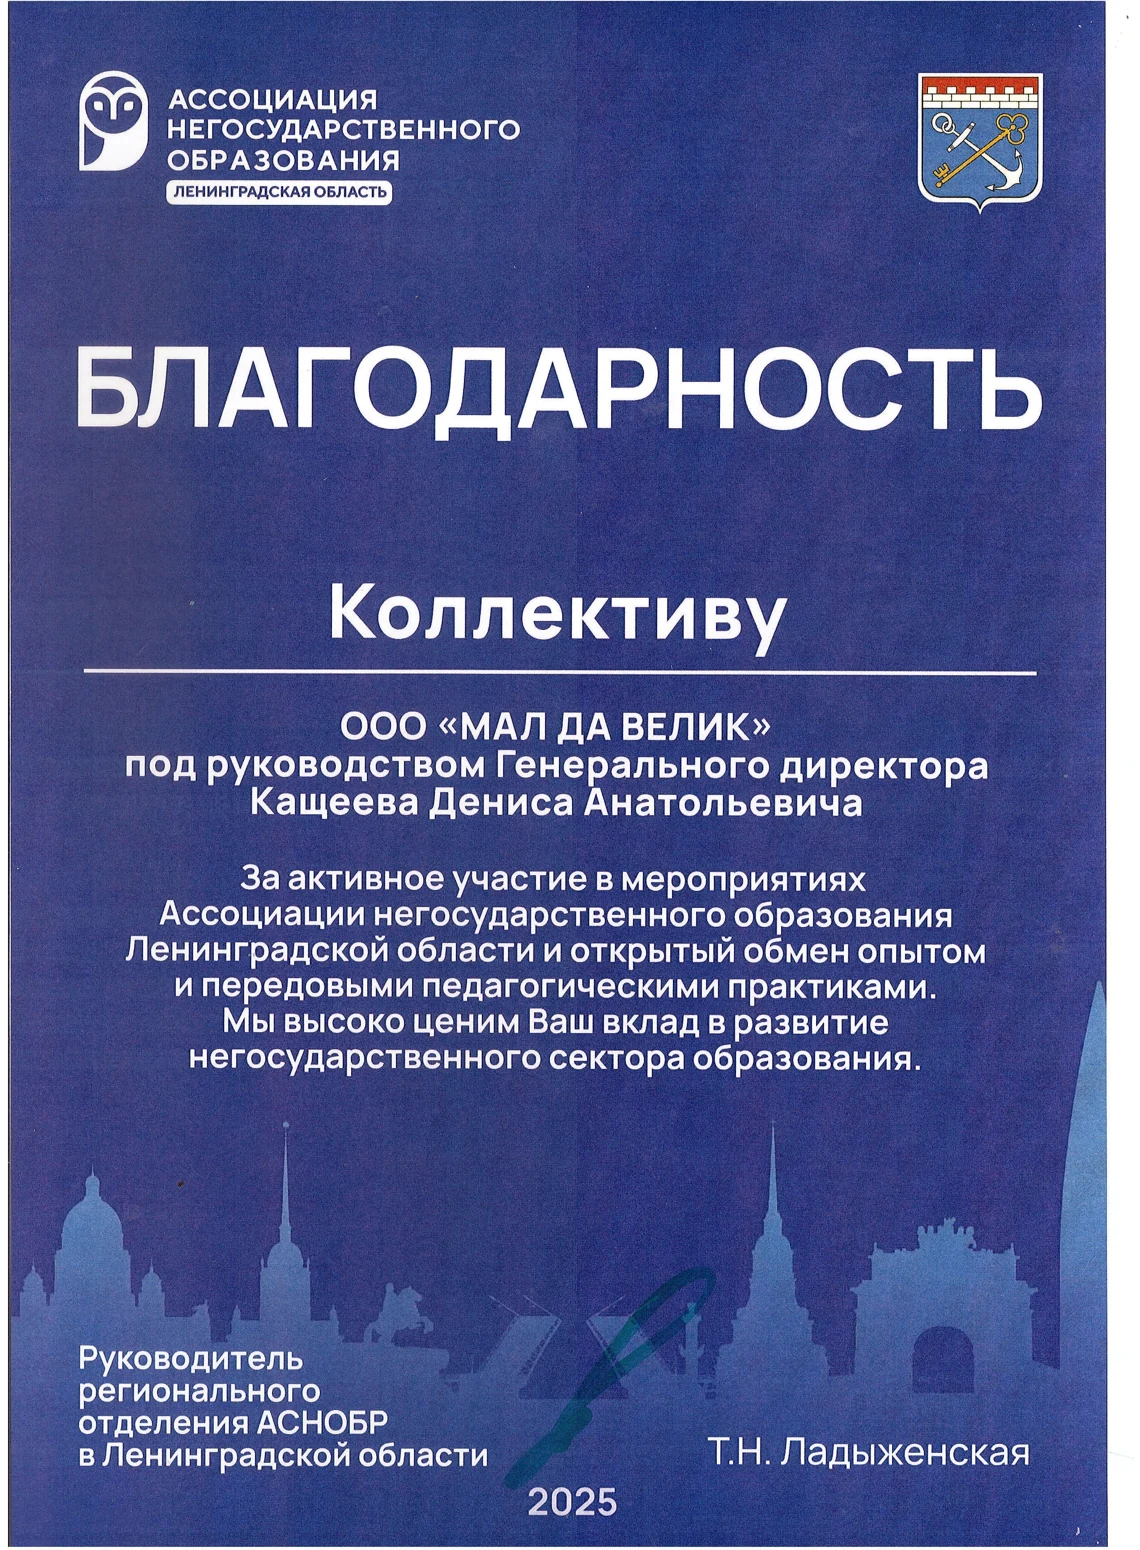 АССОЦИАЦИЯ
НЕГОСУДАРСТВЕННОГО
ОБРАЗОВАНИЯ
ЛЕНИНГРАДСКАЯ ОБЛАСТЬ
БЛАГОДАРНОСТЬ
Коллективу
ООО «МАЛ ДА ВЕЛИК»
под руководством Генерального директора
Кащеева Дениса Анатольевича
За активное участие в мероприятиях
Ассоциации негосударственного образования
Ленинградской области и открытый обмен опытом
и передовыми педагогическими практиками.
Мы высоко ценим Ваш вклад в развитие
негосударственного сектора образования.
Руководитель
регионального
отделения АСНОБР
в Ленинградской области
Т.Н. Ладыженская
2025